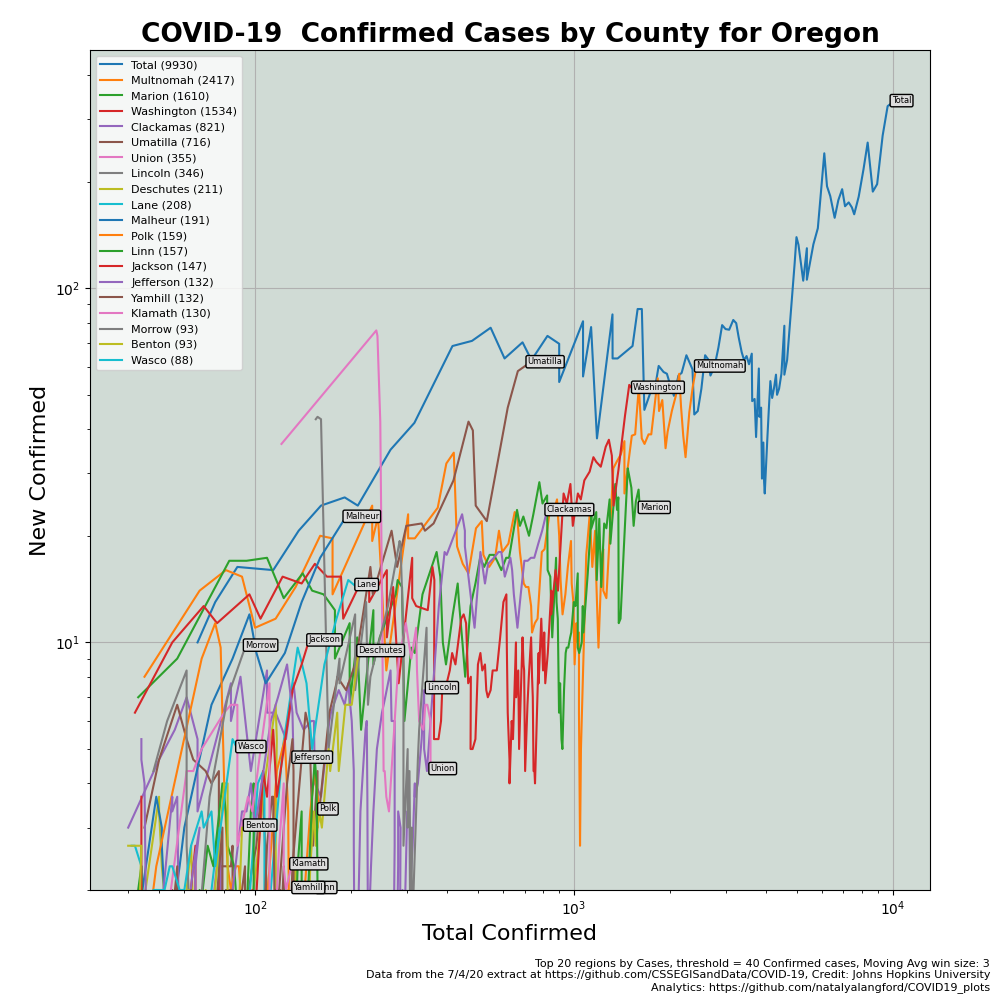 COVID-19  Confirmed Cases by County for Oregon
Total (9930)
Multnomah (2417)
Marion (1610)
Washington (1534)
Clackamas (821)
Umatilla (716)
Union (355)
Lincoln (346)
Deschutes (211)
Lane (208)
Malheur (191)
Polk (159)
Linn (157)
Jackson (147)
Jefferson (132)
Yamhill (132)
Klamath (130)
Morrow (93)
Benton (93)
Wasco (88)
Total
Umatilla
Multnomah
Washington
Clackamas
Marion
Malheur
Lane
Jackson
Morrow
Deschutes
Lincoln
Wasco
Jefferson
Union
Polk
Benton
Klamath
Yamhill
nn
New Confirmed
10²
10¹
10²
10³
10⁴
Total Confirmed
Top 20 regions by Cases, threshold = 40 Confirmed cases, Moving Avg win size: 3
Data from the 7/4/20 extract at https://github.com/CSSEGISandData/COVID-19, Credit: Johns Hopkins University
Analytics: https://github.com/natalyalangford/COVID19_plots